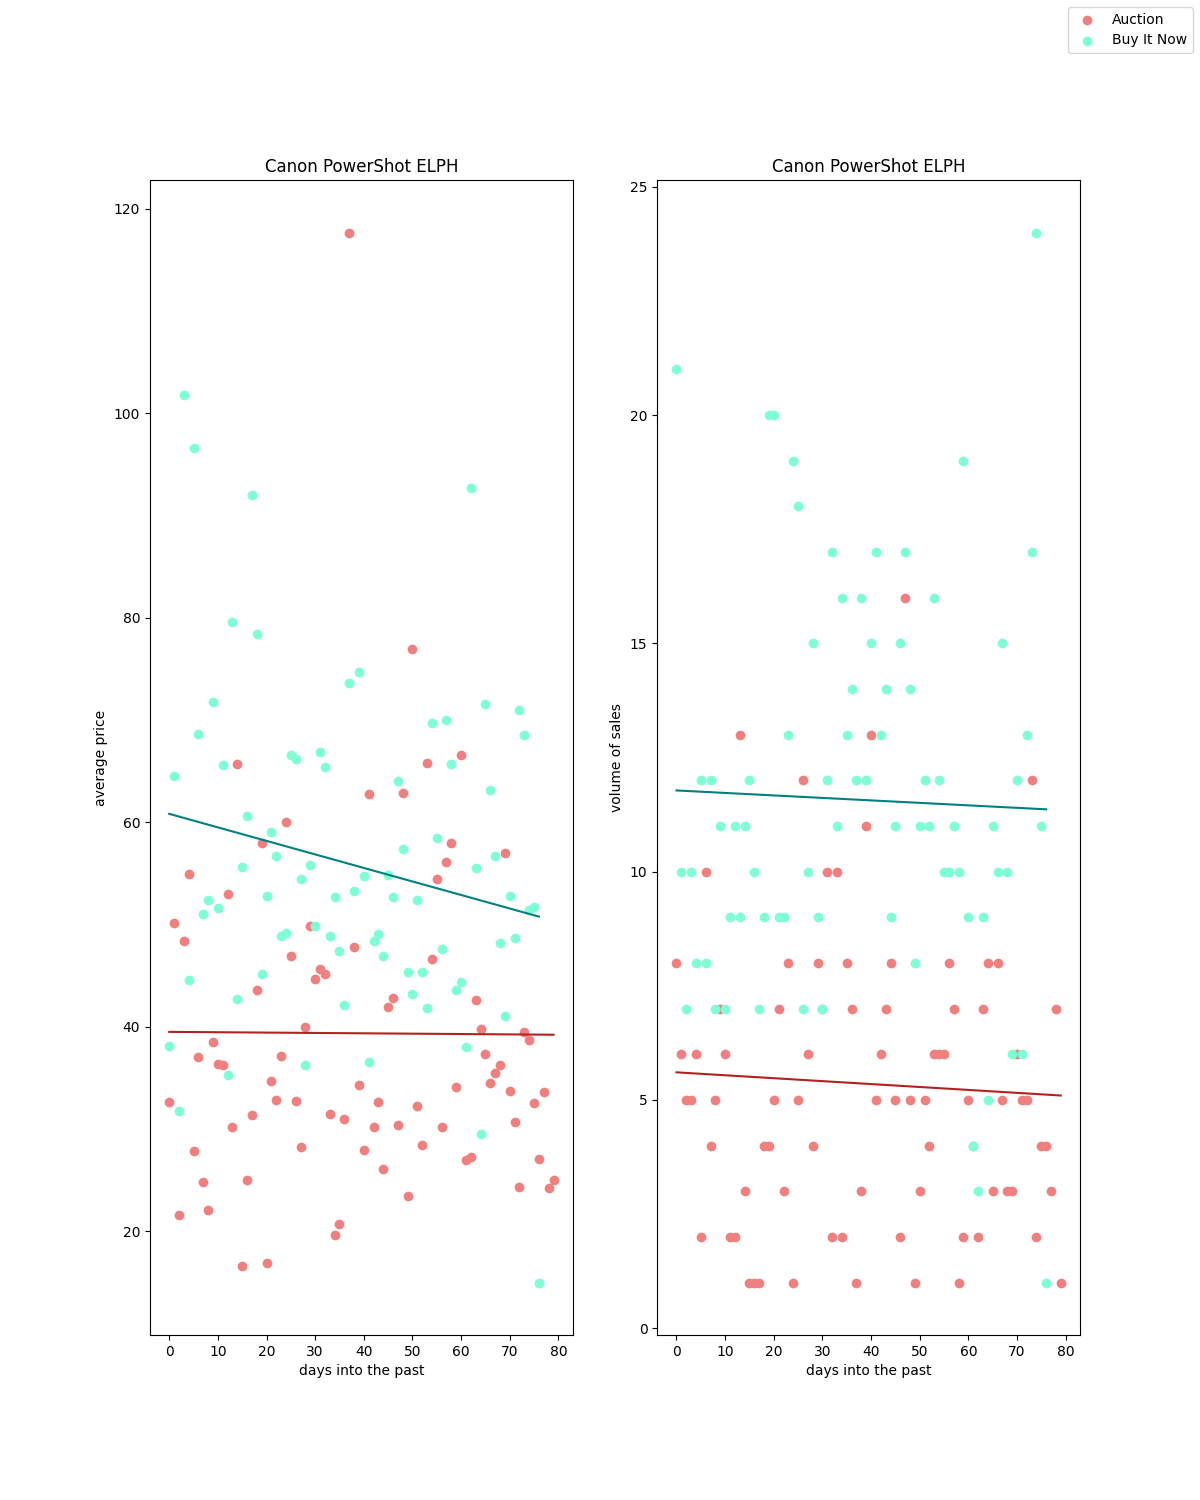 Auction
Buy It Now
Canon PowerShot ELPH
120
100
80
60
40
20
average price
0 10 20 30 40 50 60 70 80
days into the past
Canon PowerShot ELPH
25
20
15
10
5
0
volume of sales
0 10 20 30 40 50 60 70 80
days into the past